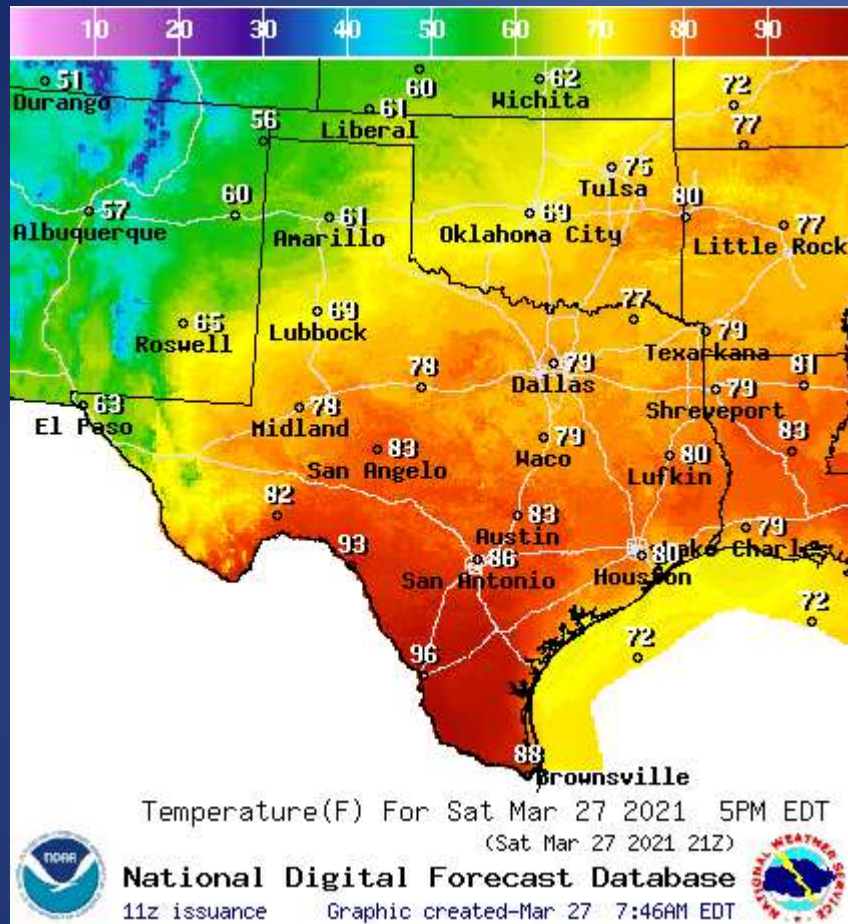 10 20 30 40 50 60 70 80 90
51
Durango
60
62
Wichita
72
61
Liberal
56
77
75
Tulsa
57
Albuquerque
60
61
Amarillo
69
Oklahoma City
80
77
Little Rock
65
Roswell
69
Lubbock
77
79
Texarkana
63
El Paso
78
Midland
78
79
Dallas
79
Shreveport
81
83
San Angelo
79
Waco
80
Lufkin
83
82
83
Austin
79
Lake Charles
93
86
San Antonio
80
Houston
72
72
96
88
Brownsville
Temperature(F) For Sat Mar 27 2021 5PM EDT
(Sat Mar 27 2021 21Z)
NOAA
National Digital Forecast Database
11z issuance Graphic created-Mar 27 7:46AM EDT
NATIONAL WEATHER SERVICE